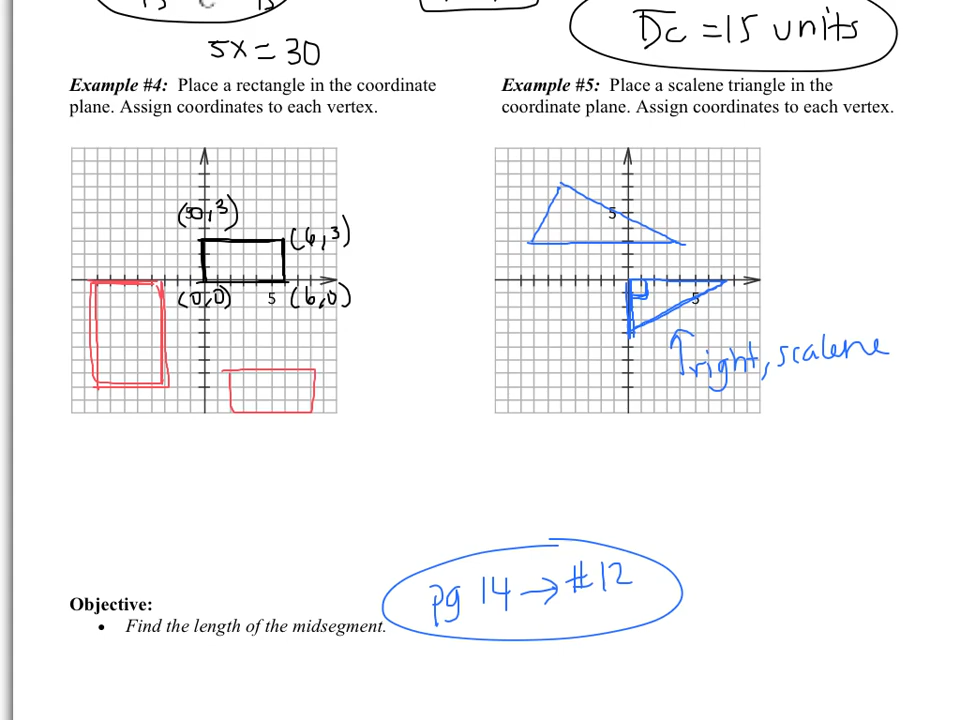 5x = 30
DC = 15 units
Example #4: Place a rectangle in the coordinate
plane. Assign coordinates to each vertex.
Example #5: Place a scalene triangle in the
coordinate plane. Assign coordinates to each vertex.
(0,3)
(6,3)
(0,0)
5
(6,0)
5
5
right, scalene
pg 14 → #12
Objective:
• Find the length of the midsegment.